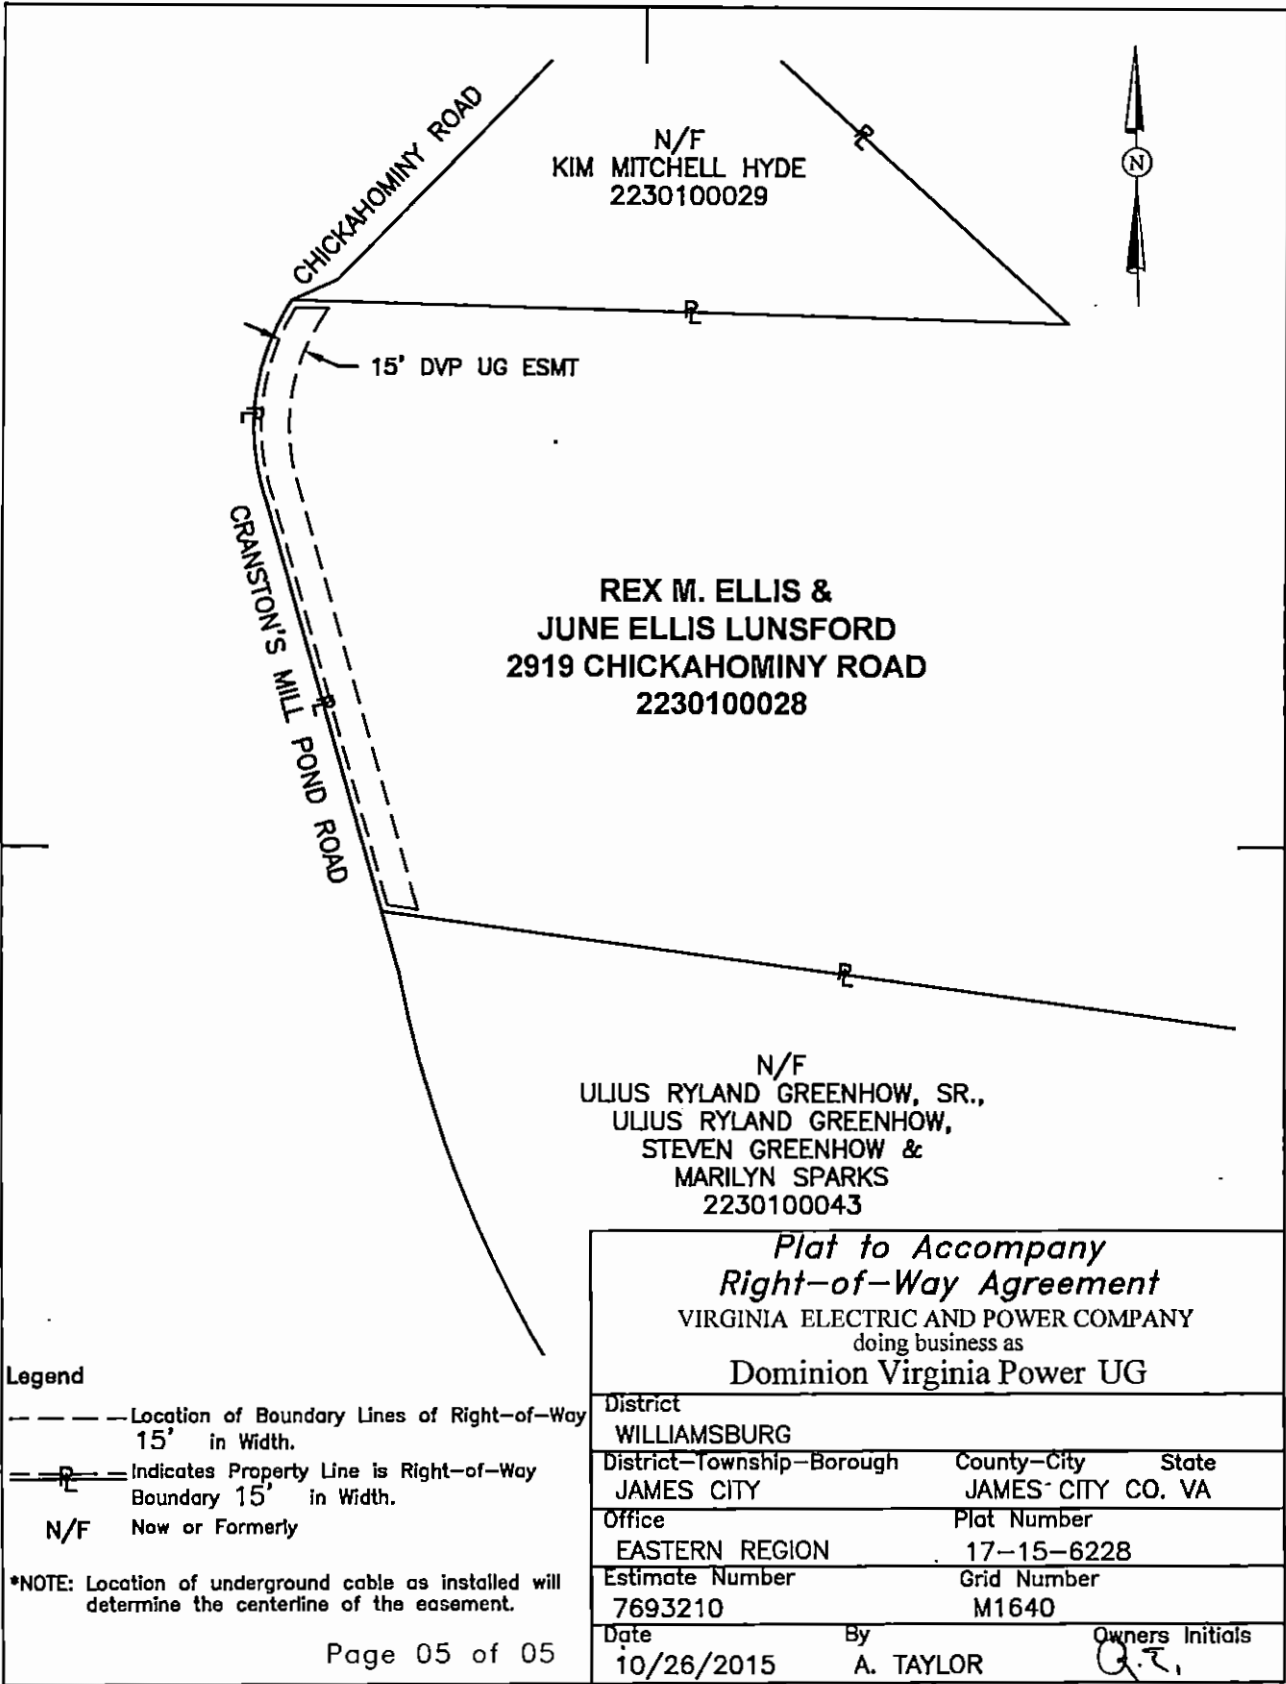 CHICKAHOMINY ROAD
N/F
KIM MITCHELL HYDE
2230100029
N
PL
PL
15' DVP UG ESMT
PL
CRANSTON'S MILL POND ROAD
PL
REX M. ELLIS &
JUNE ELLIS LUNSFORD
2919 CHICKAHOMINY ROAD
2230100028
PL
N/F
ULIUS RYLAND GREENHOW, SR.,
ULIUS RYLAND GREENHOW,
STEVEN GREENHOW &
MARILYN SPARKS
2230100043
Legend
Location of Boundary Lines of Right-of-Way
15' in Width.
PL Indicates Property Line is Right-of-Way
Boundary 15' in Width.
N/F Now or Formerly
*NOTE: Location of underground cable as installed will
determine the centerline of the easement.
Page 05 of 05
Plat to Accompany
Right-of-Way Agreement
VIRGINIA ELECTRIC AND POWER COMPANY
doing business as
Dominion Virginia Power UG
District
WILLIAMSBURG
District-Township-Borough County-City State
JAMES CITY JAMES CITY CO. VA
Office Plat Number
EASTERN REGION 17-15-6228
Estimate Number Grid Number
7693210 M1640
Date By Owners Initials
10/26/2015 A. TAYLOR